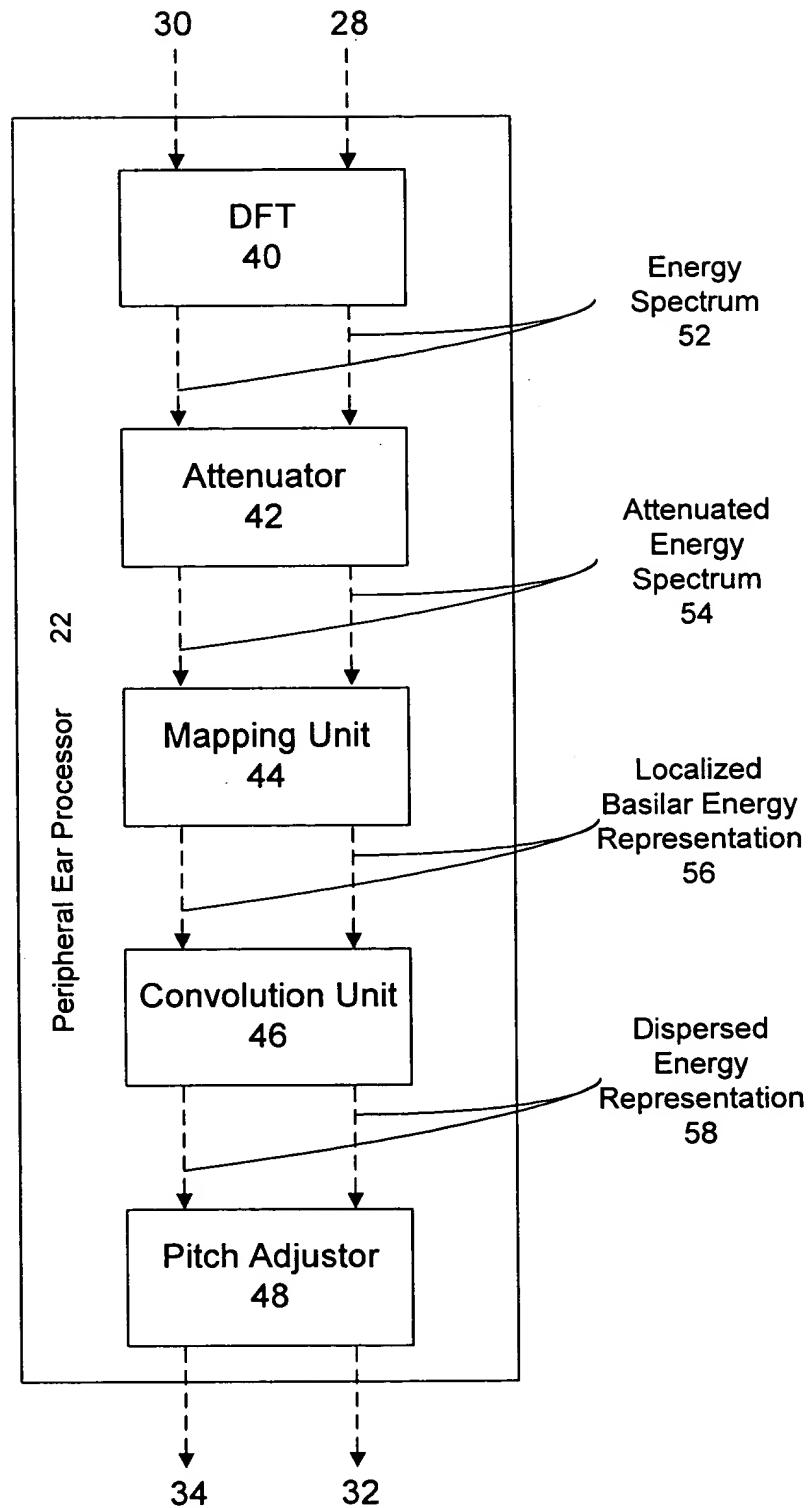 30
28
DFT
40
Energy
Spectrum
52
Attenuator
42
Attenuated
Energy
Spectrum
54
Peripheral Ear Processor 22
Mapping Unit
44
Localized
Basilar Energy
Representation
56
Convolution Unit
46
Dispersed
Energy
Representation
58
Pitch Adjustor
48
34
32